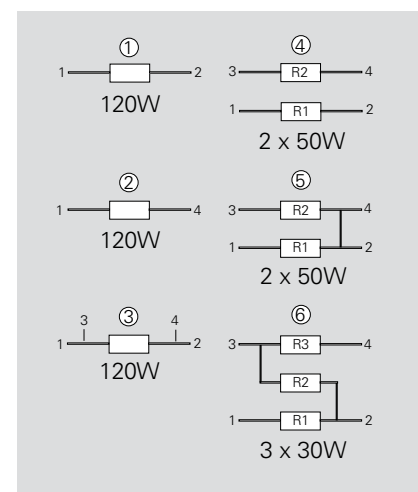 ① ④
1 2 3 R2 4
120W
1 R1 2
2 x 50W
② ⑤
1 4 3 R2 4
120W
1 R1 2
2 x 50W
③ ⑥
3 4
1 2 3 R3 4
120W
R2
1 R1 2
3 x 30W